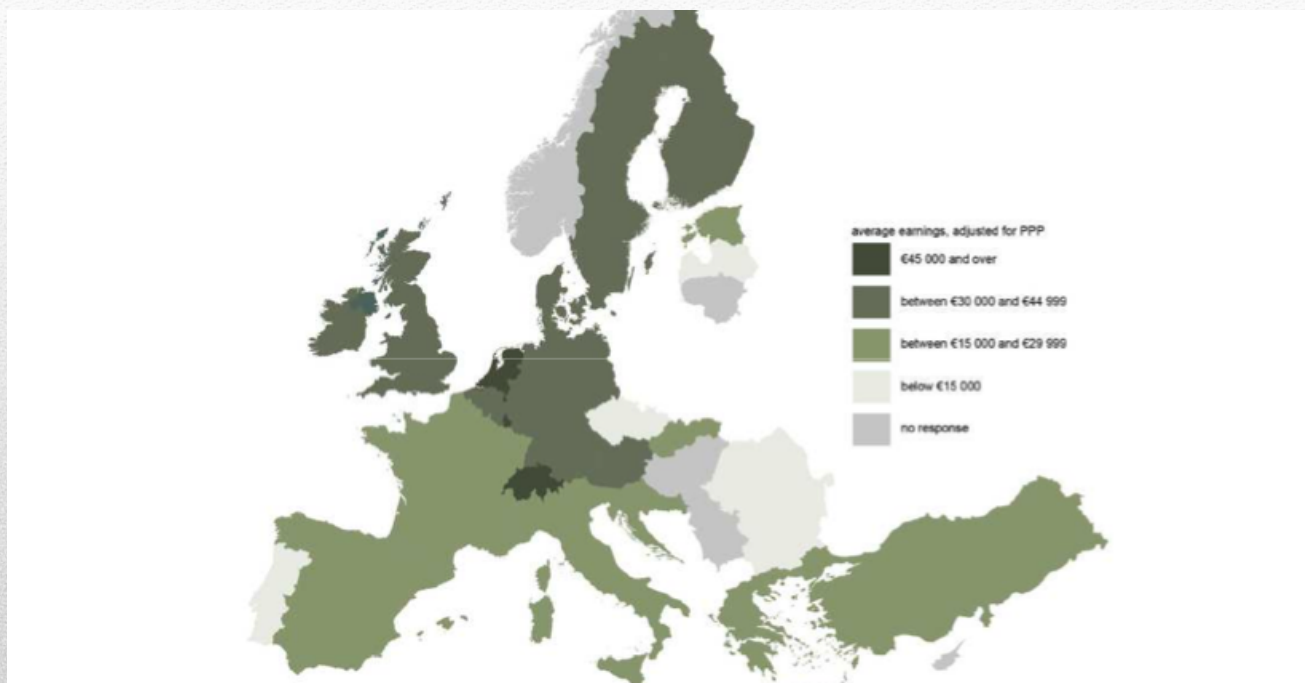 average earnings, adjusted for PPP
€45 000 and over
between €30 000 and €44 999
between €15 000 and €29 999
below €15 000
no response